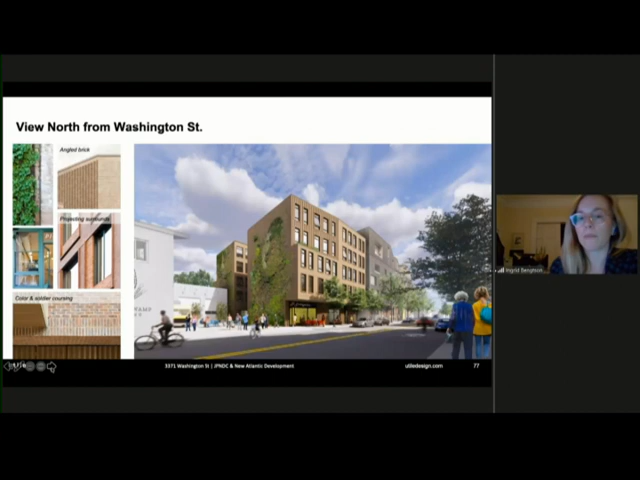 View North from Washington St.
Angled brick
Projecting surrounds
Color & soldier coursing
3371 Washington St | JPNDC & New Atlantic Development
utiledesign.com
77
Ingrid Bengtson